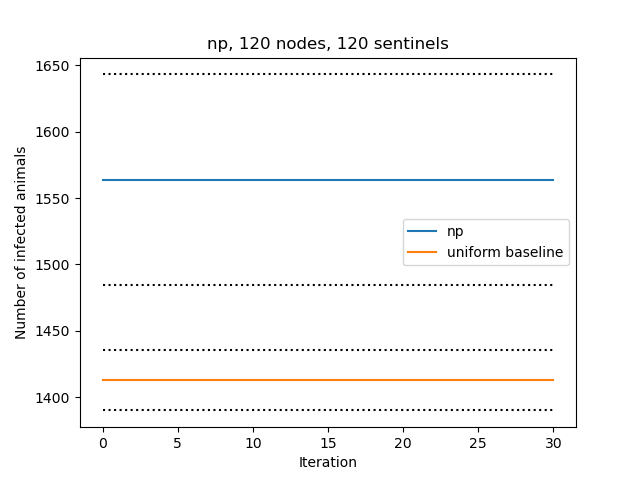 np, 120 nodes, 120 sentinels
1650
1600
1550
1500
1450
1400
Number of infected animals
np
uniform baseline
0 5 10 15 20 25 30
Iteration